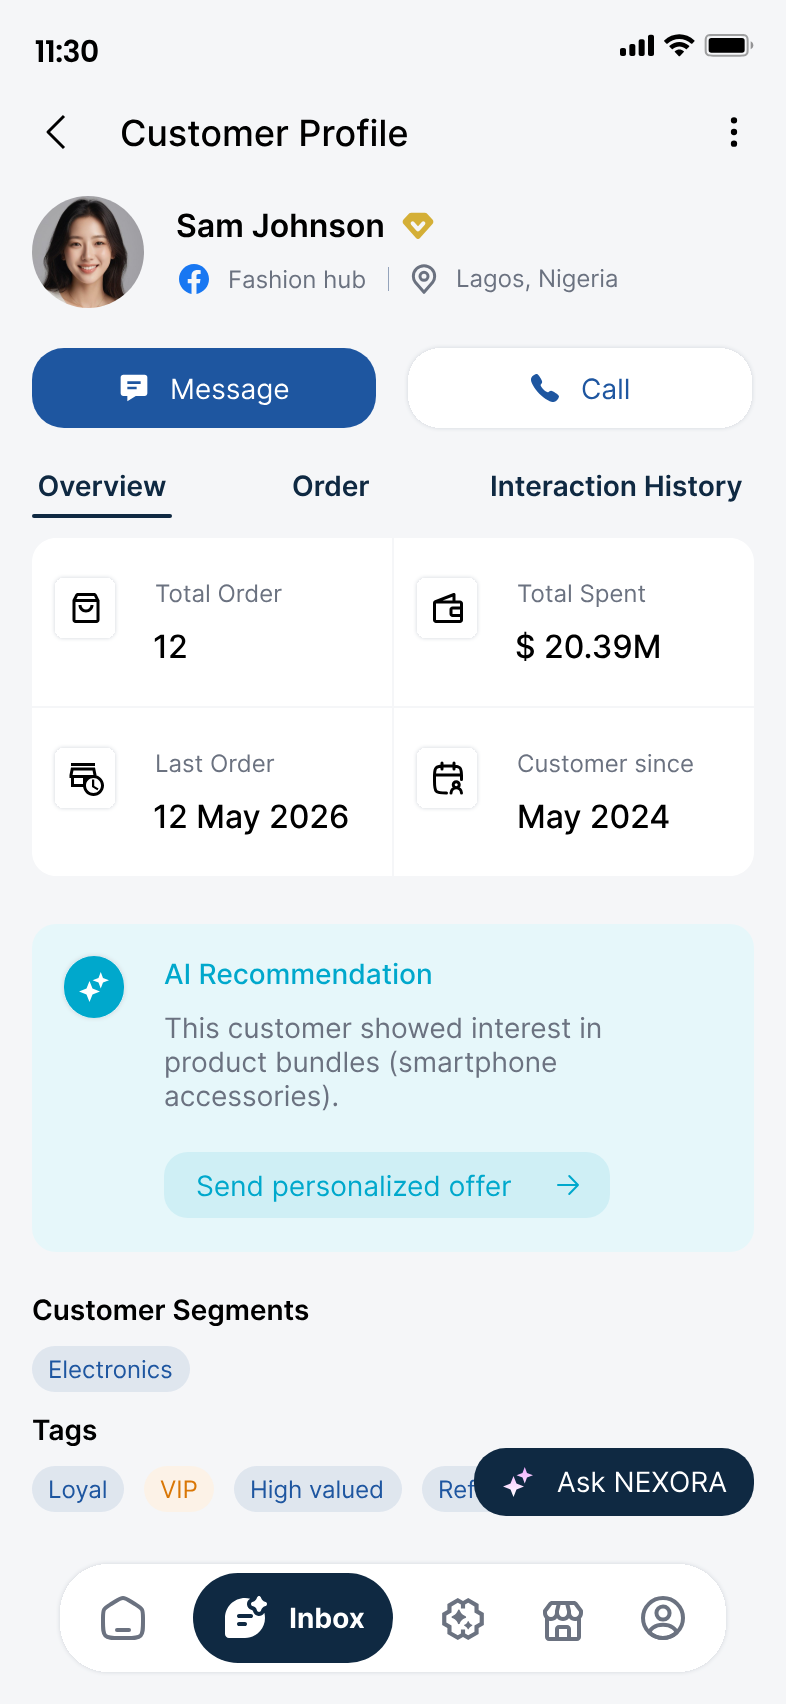 11:30
Customer Profile
Sam Johnson
Fashion hub
Lagos, Nigeria
Message
Call
Overview
Order
Interaction History
Total Order
12
Total Spent
$ 20.39M
Last Order
12 May 2026
Customer since
May 2024
AI Recommendation
This customer showed interest in
product bundles (smartphone
accessories).
Send personalized offer
Customer Segments
Electronics
Tags
Loyal
VIP
High valued
Ask NEXORA
Inbox